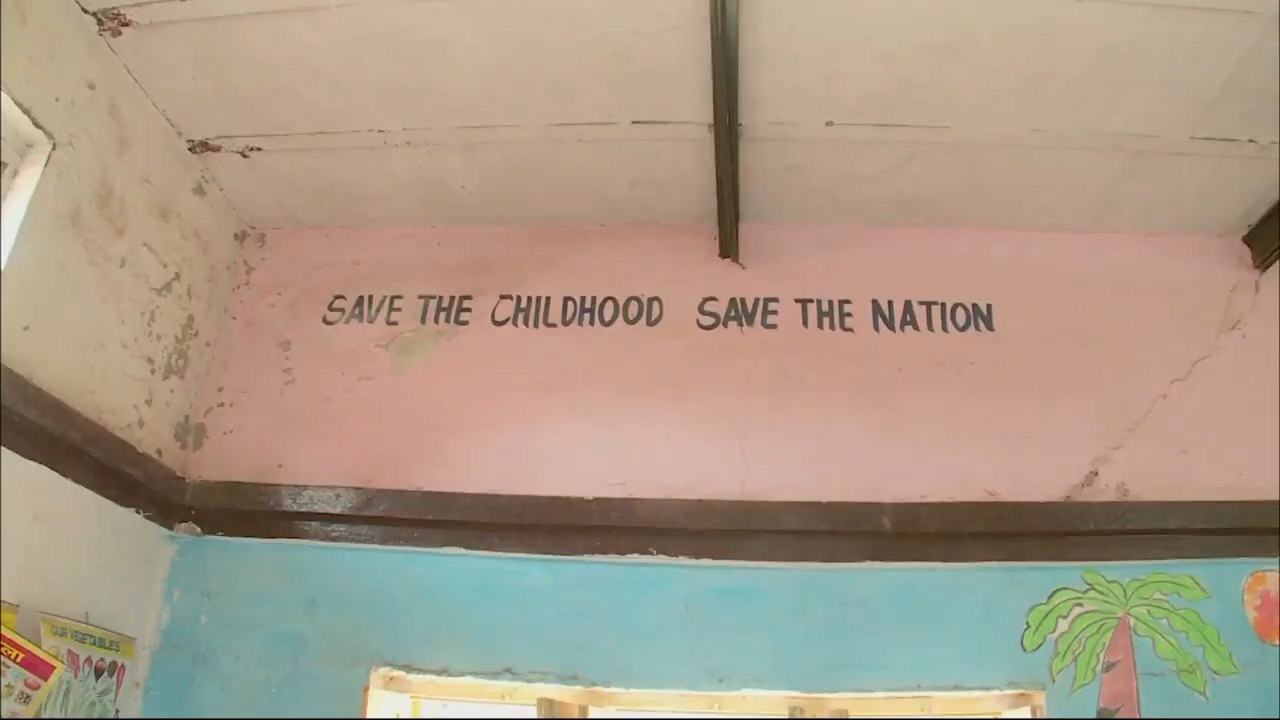 SAVE THE CHILDHOOD SAVE THE NATION
OUR VEGETABLES
ला